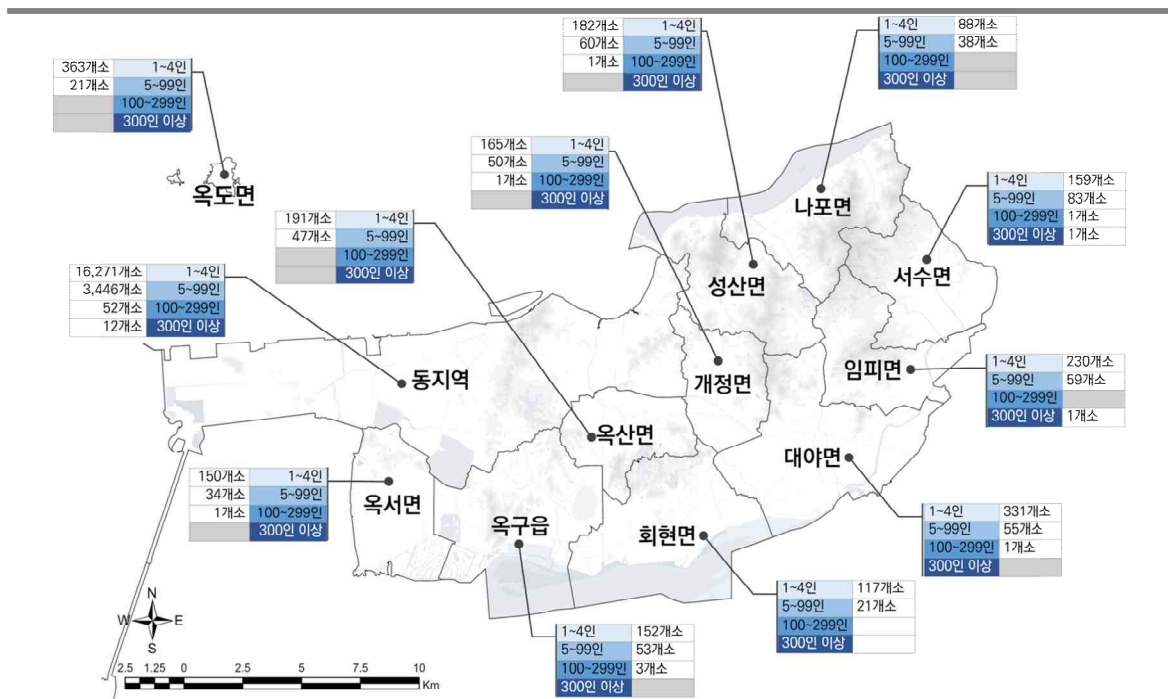 182개소 1~4인
60개소 5~99인
1개소 100~299인
300인 이상
1~4인 88개소
5~99인 38개소
100~299인
300인 이상
363개소 1~4인
21개소 5~99인
100~299인
300인 이상
옥도면
165개소 1~4인
50개소 5~99인
1개소 100~299인
300인 이상
나포면
1~4인 159개소
5~99인 83개소
100~299인 1개소
300인 이상 1개소
191개소 1~4인
47개소 5~99인
100~299인
300인 이상
성산면
서수면
16,271개소 1~4인
3,446개소 5~99인
52개소 100~299인
12개소 300인 이상
동지역
개정면
임피면
1~4인 230개소
5~99인 59개소
100~299인
300인 이상 1개소
옥산면
대야면
150개소 1~4인
34개소 5~99인
1개소 100~299인
300인 이상
옥서면
옥구읍
회현면
1~4인 331개소
5~99인 55개소
100~299인 1개소
300인 이상
1~4인 117개소
5~99인 21개소
100~299인
300인 이상
1~4인 152개소
5~99인 53개소
100~299인 3개소
300인 이상
N
W E
S
2.5 1.25 0 2.5 5 7.5 10
Km